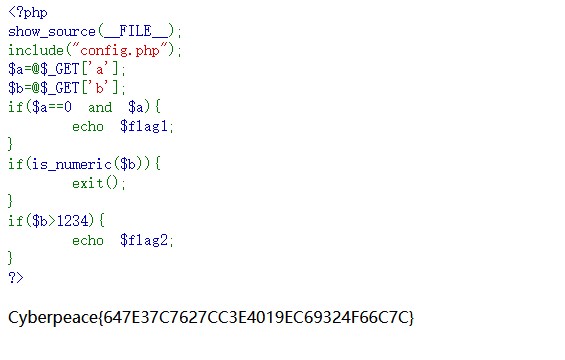 <?php
show_source(__FILE__);
include("config.php");
$a=@$_GET['a'];
$b=@$_GET['b'];
if($a==0 and $a){
echo $flag1;
}
if(is_numeric($b)){
exit();
}
if($b>1234){
echo $flag2;
}
?>
Cyberpeace{647E37C7627CC3E4019EC69324F66C7C}